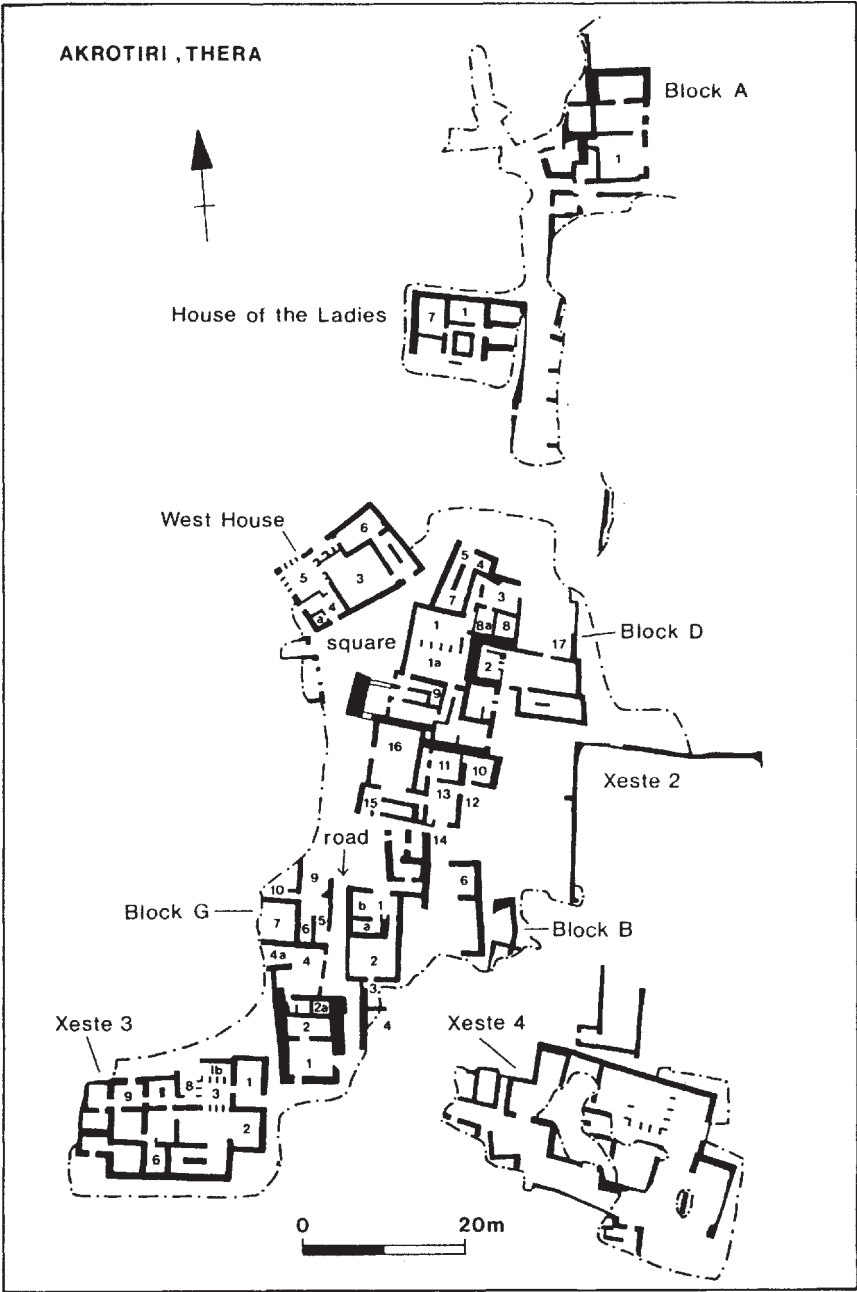 AKROTIRI, THERA
Block A
1
House of the Ladies
7 1
West House
6
5 3
4
a
square
5 4
7 3
1 8a 8
1a 2 17
Block D
9
16 11 10
13
15 12
14
Xeste 2
road
10 9
Block G
7 6 5
b 1
a
6
Block B
4a 4
2
3
4
2a
2
1
Xeste 3
1b
9 8 3 1
2
6
Xeste 4
0 20m